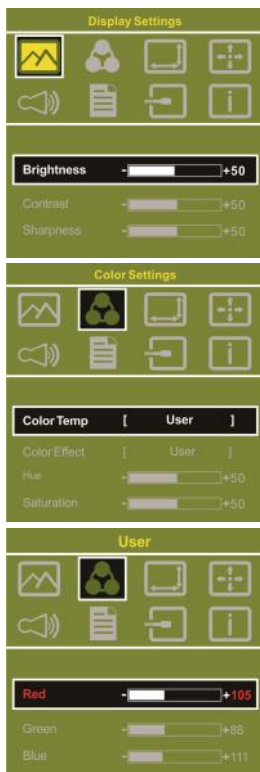 Display Settings
i
Brightness - +50
Contrast - +50
Sharpness - +50
Color Settings
i
Color Temp [ User ]
Color Effect [ User ]
Hue - +50
Saturation - +50
User
i
Red - +105
Green - +88
Blue - +111